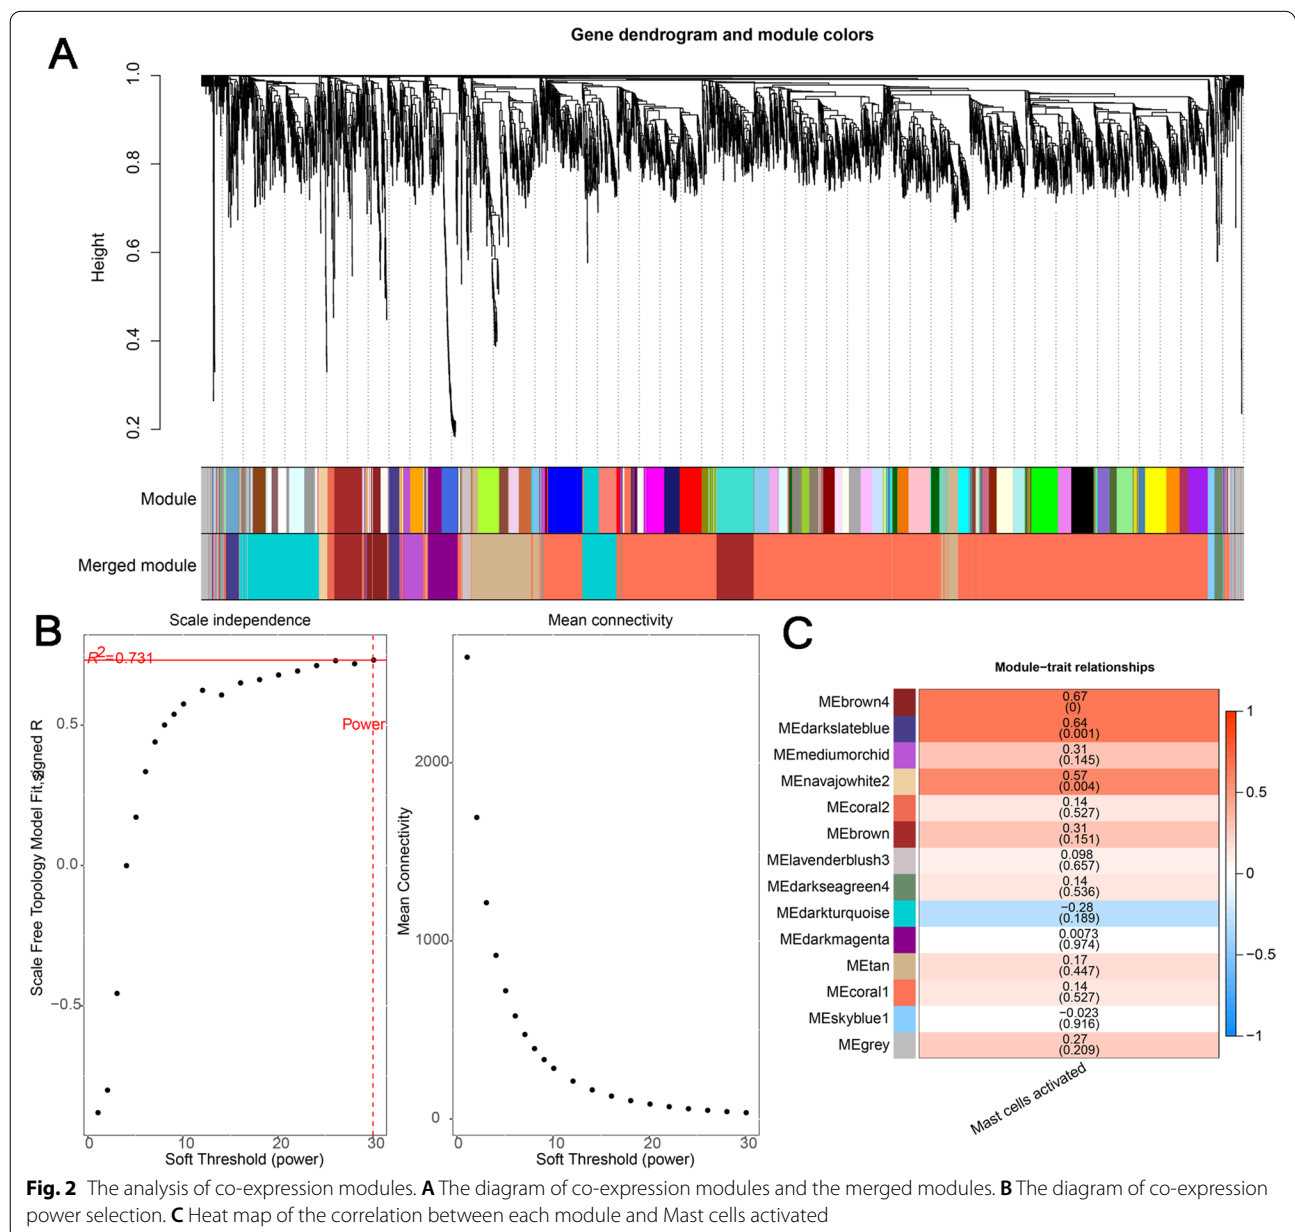 A
Gene dendrogram and module colors
Height
1.0
0.8
0.6
0.4
0.2
Module
Merged module
B
Scale independence
R2=0.731
Power
Scale Free Topology Model Fit,signed R2
0.5
0.0
−0.5
0 10 20 30
Soft Threshold (power)
Mean connectivity
Mean Connectivity
2000
1000
0
0 10 20 30
Soft Threshold (power)
C
Module−trait relationships
MEbrown4 0.67 (0)
MEdarkslateblue 0.64 (0.001)
MEmediumorchid 0.31 (0.145)
MEnavajowhite2 0.57 (0.004)
MEcoral2 0.14 (0.527)
MEbrown 0.31 (0.151)
MElavenderblush3 0.098 (0.657)
MEdarkseagreen4 0.14 (0.536)
MEdarkturquoise −0.28 (0.189)
MEdarkmagenta 0.0073 (0.974)
MEtan 0.17 (0.447)
MEcoral1 0.14 (0.527)
MEskyblue1 −0.023 (0.916)
MEgrey 0.27 (0.209)
1
0.5
0
−0.5
−1
Mast cells activated
Fig. 2 The analysis of co-expression modules. A The diagram of co-expression modules and the merged modules. B The diagram of co-expression
power selection. C Heat map of the correlation between each module and Mast cells activated